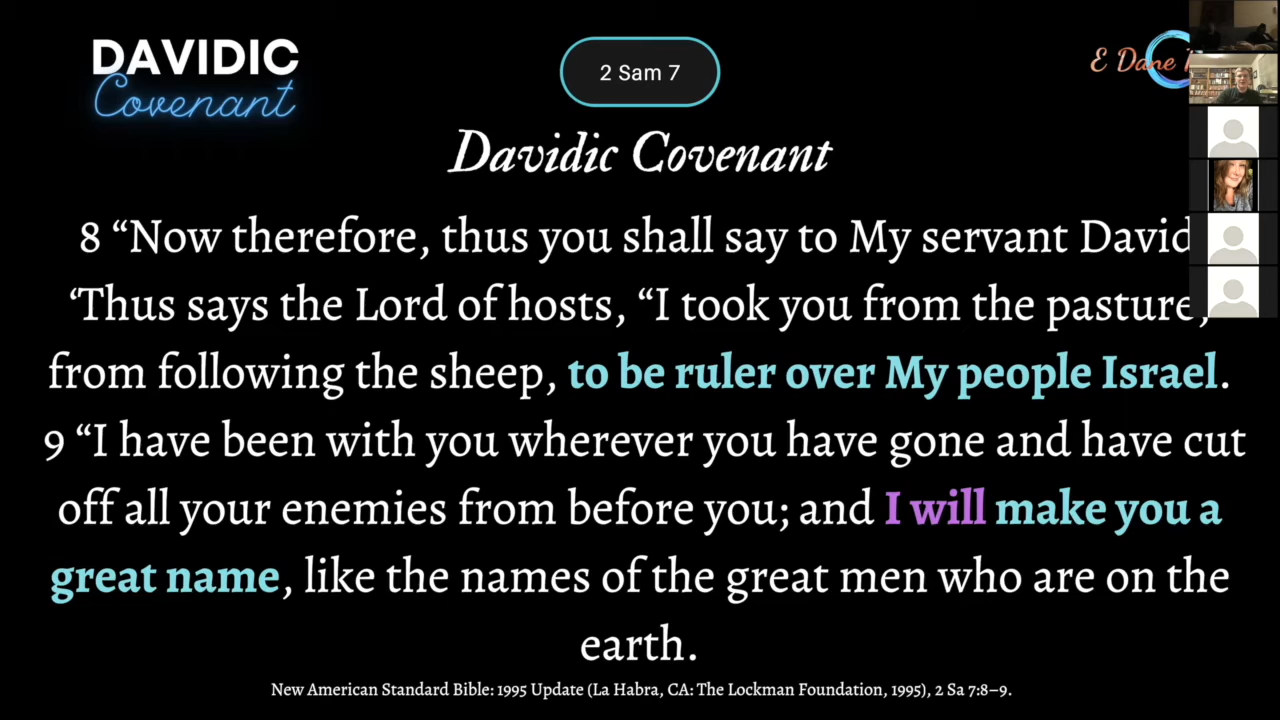 DAVIDIC
Covenant
2 Sam 7
E Dane
Davidic Covenant
8 “Now therefore, thus you shall say to My servant David
‘Thus says the Lord of hosts, “I took you from the pasture,
from following the sheep, to be ruler over My people Israel.
9 “I have been with you wherever you have gone and have cut
off all your enemies from before you; and I will make you a
great name, like the names of the great men who are on the
earth.
New American Standard Bible: 1995 Update (La Habra, CA: The Lockman Foundation, 1995), 2 Sa 7:8–9.